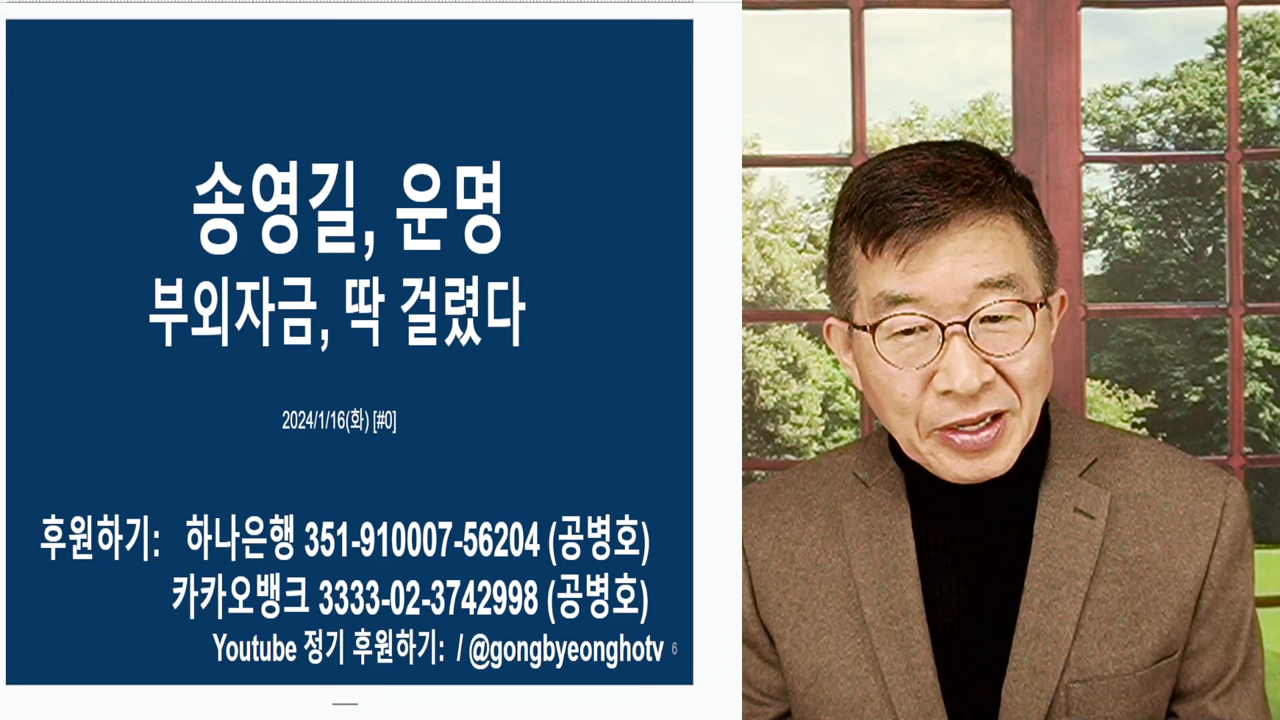 송영길, 운명
부외자금, 딱 걸렸다
2024/1/16(화) [#0]
후원하기: 하나은행 351-910007-56204 (공병호)
카카오뱅크 3333-02-3742998 (공병호)
Youtube 정기 후원하기: / @gongbyeonghotv 6